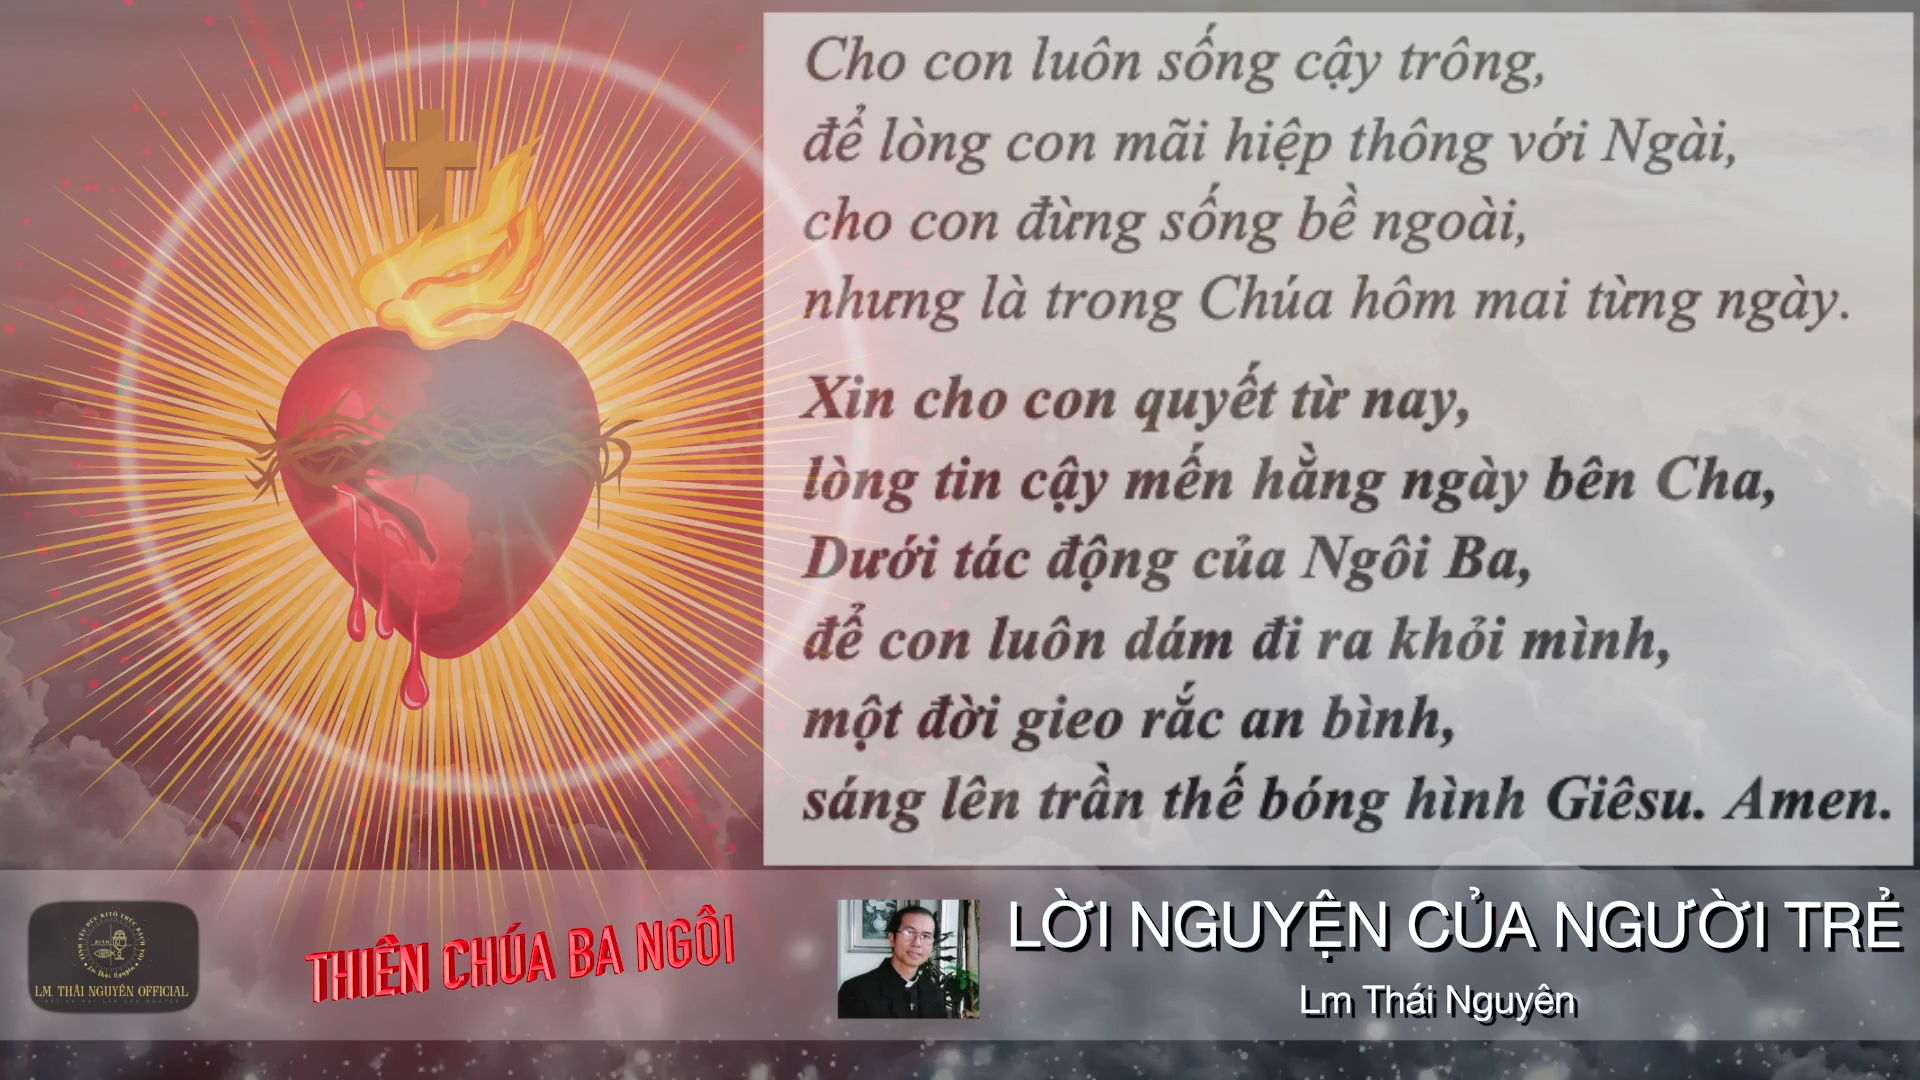 Cho con luôn sống cậy trông,
để lòng con mãi hiệp thông với Ngài,
cho con đừng sống bề ngoài,
nhưng là trong Chúa hôm mai từng ngày.
Xin cho con quyết từ nay,
lòng tin cậy mến hằng ngày bên Cha,
Dưới tác động của Ngôi Ba,
để con luôn dám đi ra khỏi mình,
một đời gieo rắc an bình,
sáng lên trần thế bóng hình Giêsu. Amen.
LM. THÁI NGUYÊN OFFICIAL
THIÊN CHÚA BA NGÔI
LỜI NGUYỆN CỦA NGƯỜI TRẺ
Lm Thái Nguyên